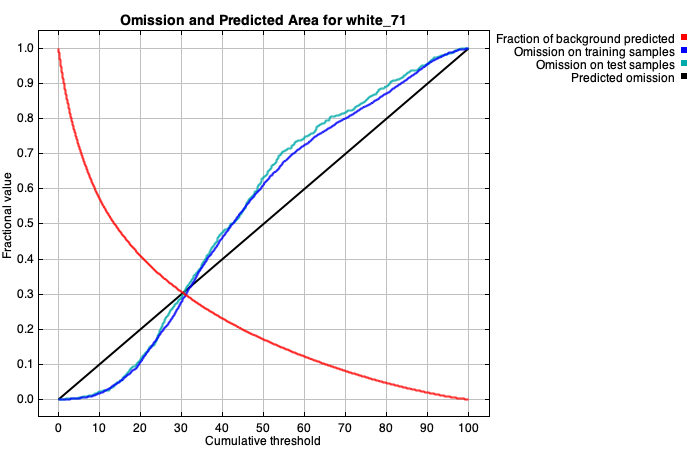 Omission and Predicted Area for white_71
Fraction of background predicted
Omission on training samples
Omission on test samples
Predicted omission
1.0
0.9
0.8
0.7
0.6
0.5
0.4
0.3
0.2
0.1
0.0
Fractional value
0 10 20 30 40 50 60 70 80 90 100
Cumulative threshold